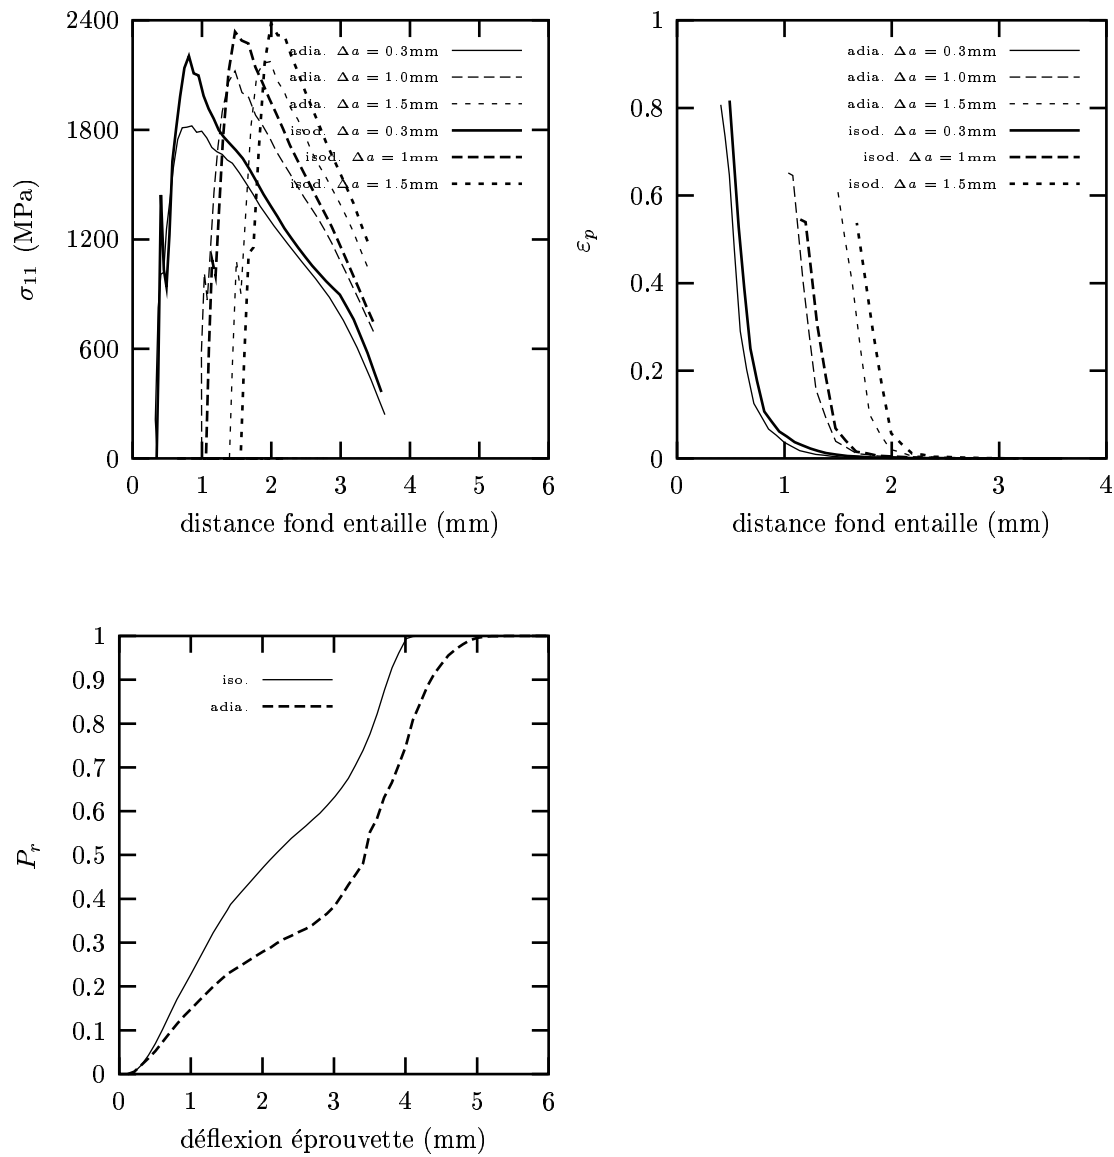 2400
1800
1200
600
0
σ11 (MPa)
adia. Δa = 0.3mm
adia. Δa = 1.0mm
adia. Δa = 1.5mm
isod. Δa = 0.3mm
isod. Δa = 1mm
isod. Δa = 1.5mm
0 1 2 3 4 5 6
distance fond entaille (mm)
1
0.8
0.6
0.4
0.2
0
εp
adia. Δa = 0.3mm
adia. Δa = 1.0mm
adia. Δa = 1.5mm
isod. Δa = 0.3mm
isod. Δa = 1mm
isod. Δa = 1.5mm
0 1 2 3 4
distance fond entaille (mm)
1
0.9
0.8
0.7
0.6
0.5
0.4
0.3
0.2
0.1
0
Pr
iso.
adia.
0 1 2 3 4 5 6
déflexion éprouvette (mm)